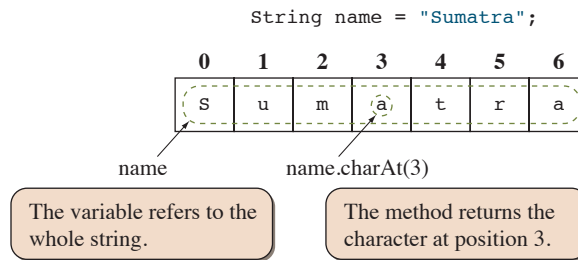 String name = "Sumatra";
0 1 2 3 4 5 6
S u m a t r a
name name.charAt(3)
The variable refers to the
whole string.
The method returns the
character at position 3.